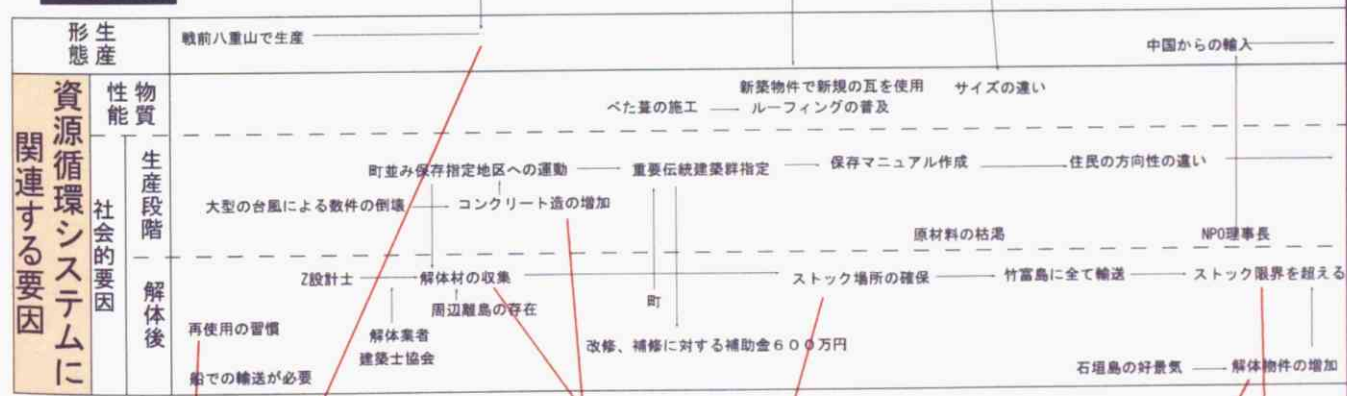 生産
形態
戦前八重山で生産
中国からの輸入
資源循環システムに
関連する要因
物質
性能
新築物件で新規の瓦を使用
サイズの違い
べた葺の施工
ルーフィングの普及
社会的要因
生産段階
町並み保存指定地区への運動
重要伝統建築群指定
保存マニュアル作成
住民の方向性の違い
大型の台風による数件の倒壊
コンクリート造の増加
原材料の枯渇
NPO理事長
解体後
Z設計士
解体材の収集
ストック場所の確保
竹富島に全て輸送
ストック限界を超える
周辺離島の存在
町
再使用の習慣
解体業者
建築士協会
改修、補修に対する補助金600万円
石垣島の好景気
解体物件の増加
船での輸送が必要